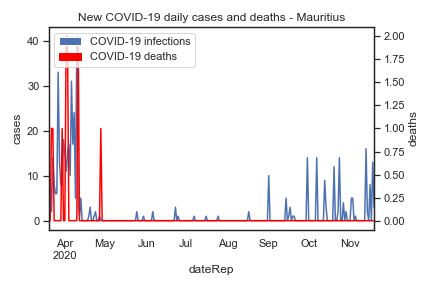 New COVID-19 daily cases and deaths - Mauritius
COVID-19 infections
COVID-19 deaths
cases
40
30
20
10
0
deaths
2.00
1.75
1.50
1.25
1.00
0.75
0.50
0.25
0.00
Apr May Jun Jul Aug Sep Oct Nov
2020
dateRep